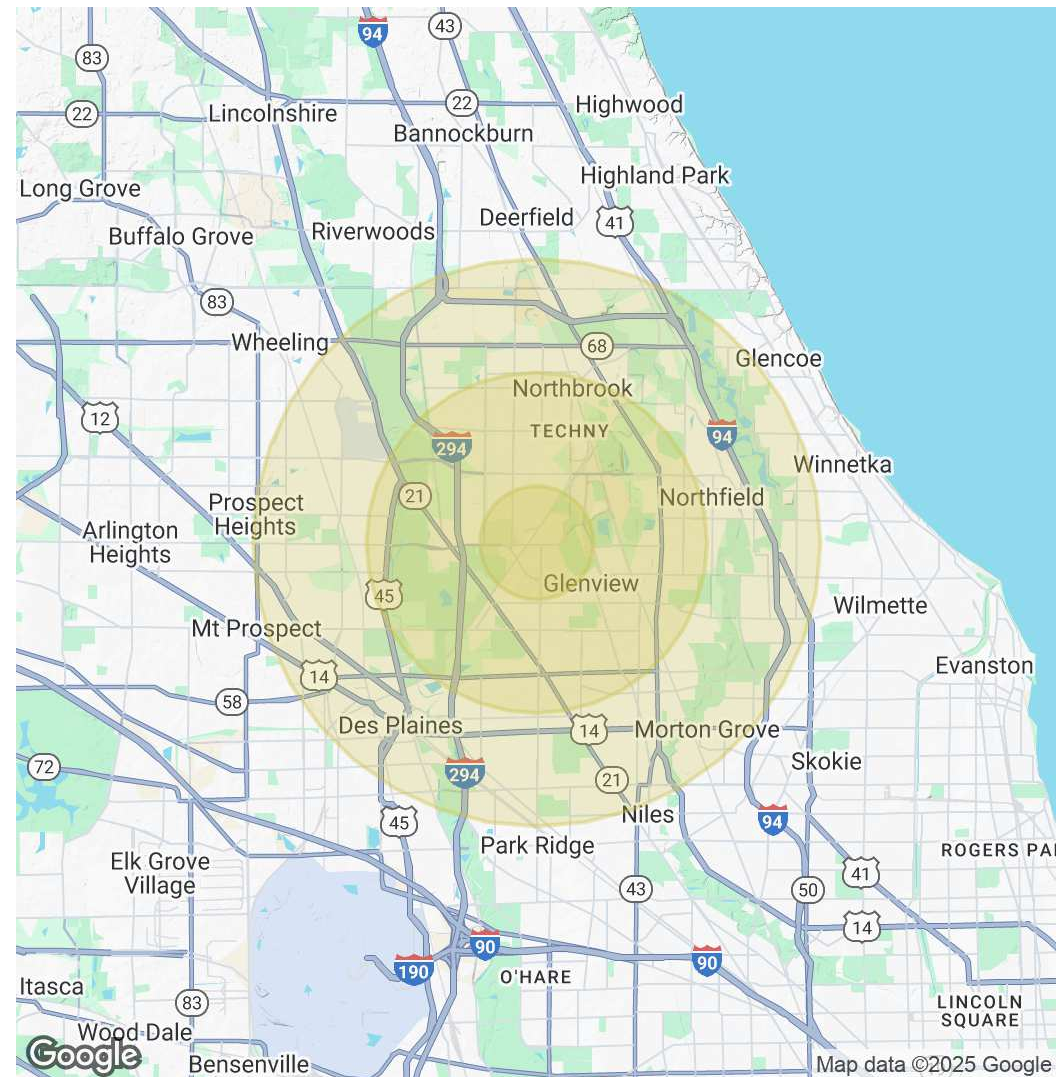 94
43
83
22
22
Lincolnshire
Highwood
Bannockburn
Long Grove
Highland Park
Deerfield
41
Buffalo Grove
Riverwoods
83
Wheeling
68
Glencoe
Northbrook
12
TECHNY
94
294
Winnetka
21
Northfield
Prospect
Heights
Arlington
Heights
Glenview
45
Wilmette
Mt Prospect
Evanston
14
58
Des Plaines
14
Morton Grove
72
Skokie
294
21
Niles
45
94
Park Ridge
ROGERS PA
Elk Grove
Village
41
43
50
14
90
90
190
O'HARE
Itasca
83
LINCOLN
SQUARE
Wood Dale
Google
Bensenville
Map data ©2025 Google